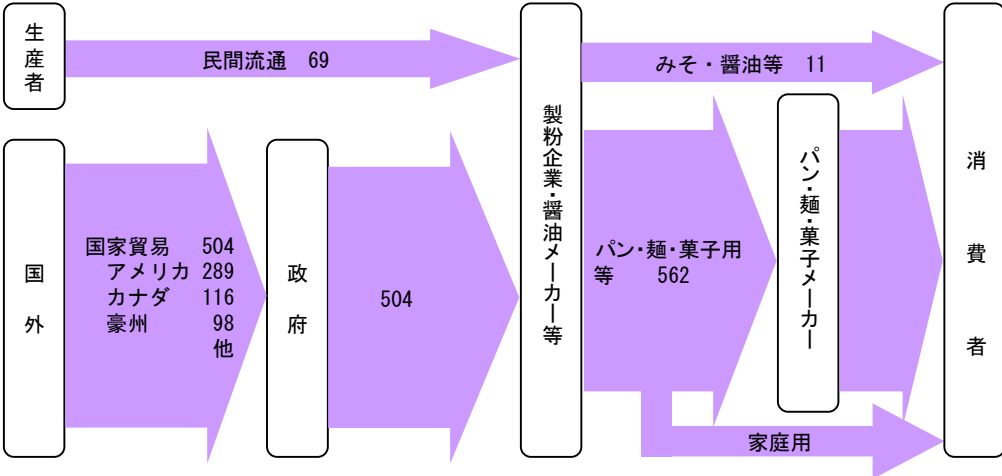 生産者
民間流通　69
製粉企業・醤油メーカー等
みそ・醤油等　11
消費者
国外
国家貿易　504
アメリカ 289
カナダ　116
豪州　98
他
政府
504
パン・麺・菓子用
等　562
パン・麺・菓子メーカー
家庭用